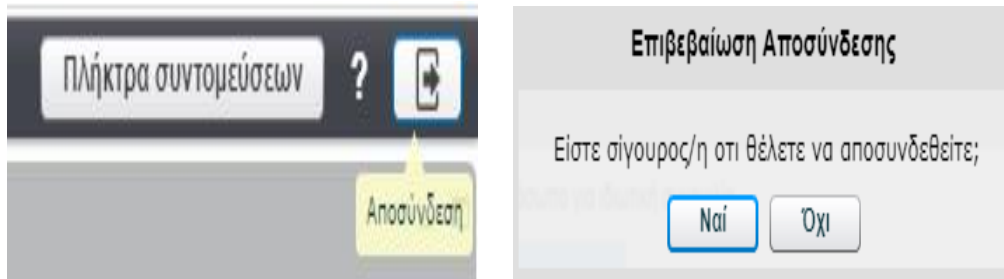 Πλήκτρα συντομεύσεων ?
Αποσύνδεση
Επιβεβαίωση Αποσύνδεσης
Είστε σίγουρος/η οτι θέλετε να αποσυνδεθείτε;
Ναί Όχι